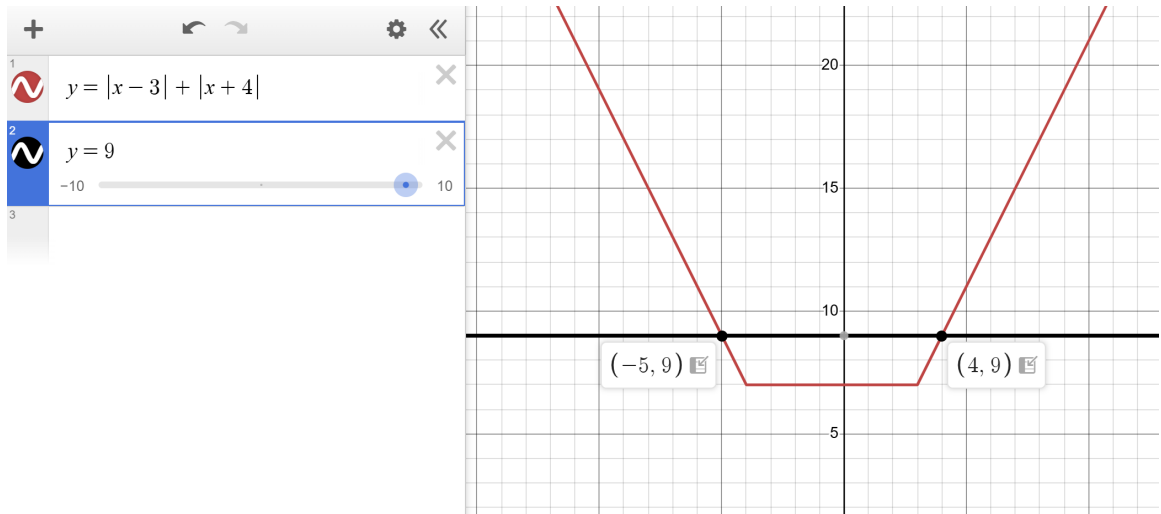 1
y = |x − 3| + |x + 4|
2
y = 9
−10 10
3
20
15
10
(−5, 9) (4, 9)
5